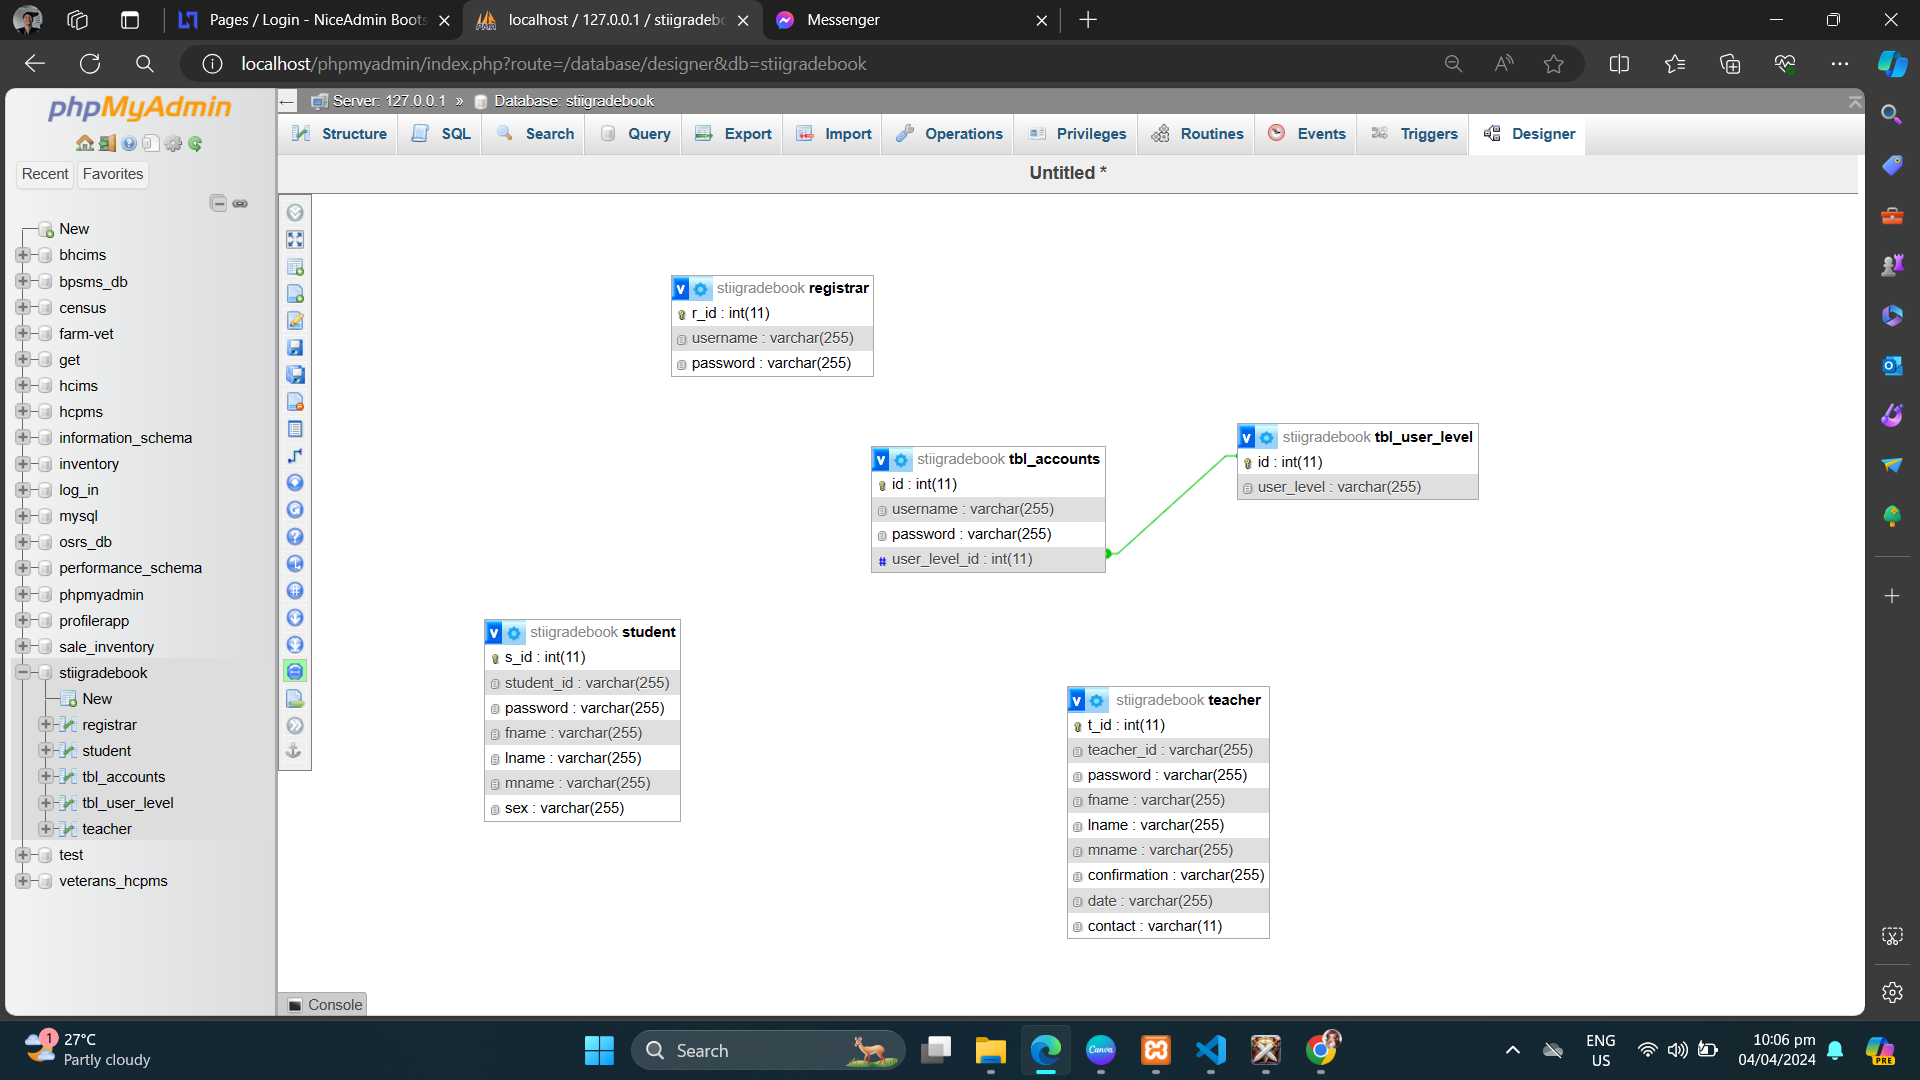 Pages / Login - NiceAdmin Boots
localhost / 127.0.0.1 / stiigradebo
Messenger
localhost/phpmyadmin/index.php?route=/database/designer&db=stiigradebook
phpMyAdmin
Recent
Favorites
New
bhcims
bpsms_db
census
farm-vet
get
hcims
hcpms
information_schema
inventory
log_in
mysql
osrs_db
performance_schema
phpmyadmin
profilerapp
sale_inventory
stiigradebook
New
registrar
student
tbl_accounts
tbl_user_level
teacher
test
veterans_hcpms
Server: 127.0.0.1 » Database: stiigradebook
Structure
SQL
Search
Query
Export
Import
Operations
Privileges
Routines
Events
Triggers
Designer
Untitled *
v stiigradebook registrar
r_id : int(11)
username : varchar(255)
password : varchar(255)
v stiigradebook tbl_accounts
id : int(11)
username : varchar(255)
password : varchar(255)
# user_level_id : int(11)
v stiigradebook tbl_user_level
id : int(11)
user_level : varchar(255)
v stiigradebook student
s_id : int(11)
student_id : varchar(255)
password : varchar(255)
fname : varchar(255)
lname : varchar(255)
mname : varchar(255)
sex : varchar(255)
v stiigradebook teacher
t_id : int(11)
teacher_id : varchar(255)
password : varchar(255)
fname : varchar(255)
lname : varchar(255)
mname : varchar(255)
confirmation : varchar(255)
date : varchar(255)
contact : varchar(11)
Console
1
27°C
Partly cloudy
Search
Canva
ENG
US
10:06 pm
04/04/2024
PRE